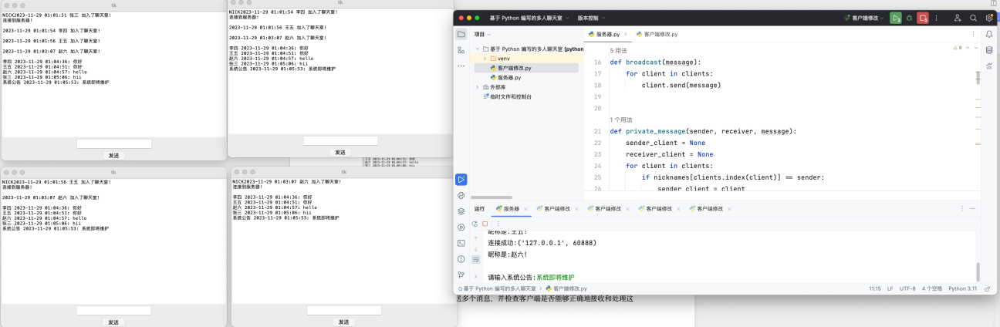 tk
NICK2023-11-29 01:01:51 张三 加入了聊天室!
连接到服务器!
2023-11-29 01:01:54 李四 加入了聊天室!
2023-11-29 01:01:56 王五 加入了聊天室!
2023-11-29 01:03:07 赵六 加入了聊天室!
李四 2023-11-29 01:04:36: 你好
王五 2023-11-29 01:04:51: 你好
赵六 2023-11-29 01:04:57: hello
张三 2023-11-29 01:05:06: hii
系统公告 2023-11-29 01:05:53: 系统即将维护
发送
tk
NICK2023-11-29 01:01:54 李四 加入了聊天室!
连接到服务器!
2023-11-29 01:01:56 王五 加入了聊天室!
2023-11-29 01:03:07 赵六 加入了聊天室!
李四 2023-11-29 01:04:36: 你好
王五 2023-11-29 01:04:51: 你好
赵六 2023-11-29 01:04:57: hello
张三 2023-11-29 01:05:06: hii
系统公告 2023-11-29 01:05:53: 系统即将维护
发送
tk
NICK2023-11-29 01:01:56 王五 加入了聊天室!
连接到服务器!
2023-11-29 01:03:07 赵六 加入了聊天室!
李四 2023-11-29 01:04:36: 你好
王五 2023-11-29 01:04:51: 你好
赵六 2023-11-29 01:04:57: hello
张三 2023-11-29 01:05:06: hii
系统公告 2023-11-29 01:05:53: 系统即将维护
发送
tk
NICK2023-11-29 01:03:07 赵六 加入了聊天室!
连接到服务器!
李四 2023-11-29 01:04:36: 你好
王五 2023-11-29 01:04:51: 你好
赵六 2023-11-29 01:04:57: hello
张三 2023-11-29 01:05:06: hii
系统公告 2023-11-29 01:05:53: 系统即将维护
发送
基于 Python 编写的多人聊天室 版本控制 客户端修改
项目
基于 Python 编写的多人聊天室 [python
venv
客户端修改.py
服务器.py
外部库
临时文件和控制台
服务器.py 客户端修改.py
5 用法
9
16 def broadcast(message):
17 for client in clients:
18 client.send(message)
19
20
1 个用法
21 def private_message(sender, receiver, message):
22 sender_client = None
23 receiver_client = None
24 for client in clients:
25 if nicknames[clients.index(client)] == sender:
26 sender_client = client
运行 服务器 客户端修改 客户端修改 客户端修改 客户端修改
昵称是:王五!
连接成功:('127.0.0.1', 60888)
昵称是:赵六!
请输入系统公告:系统即将维护
基于 Python 编写的多人聊天室 > 客户端修改.py
11:15 LF UTF-8 4 个空格 Python 3.11
送多个消息，并检查客户端是否能够正确地接收和处理这